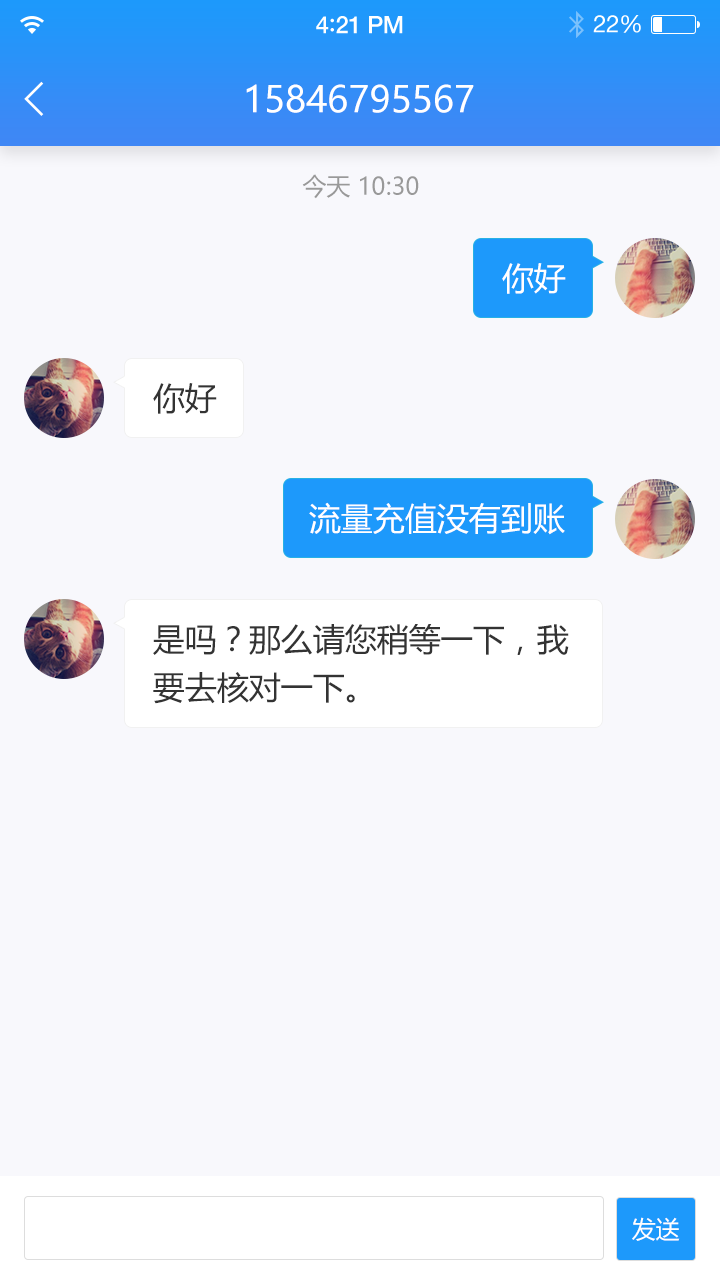 4:21 PM
22%
15846795567
今天 10:30
你好
你好
流量充值没有到账
是吗？那么请您稍等一下，我
要去核对一下。
发送